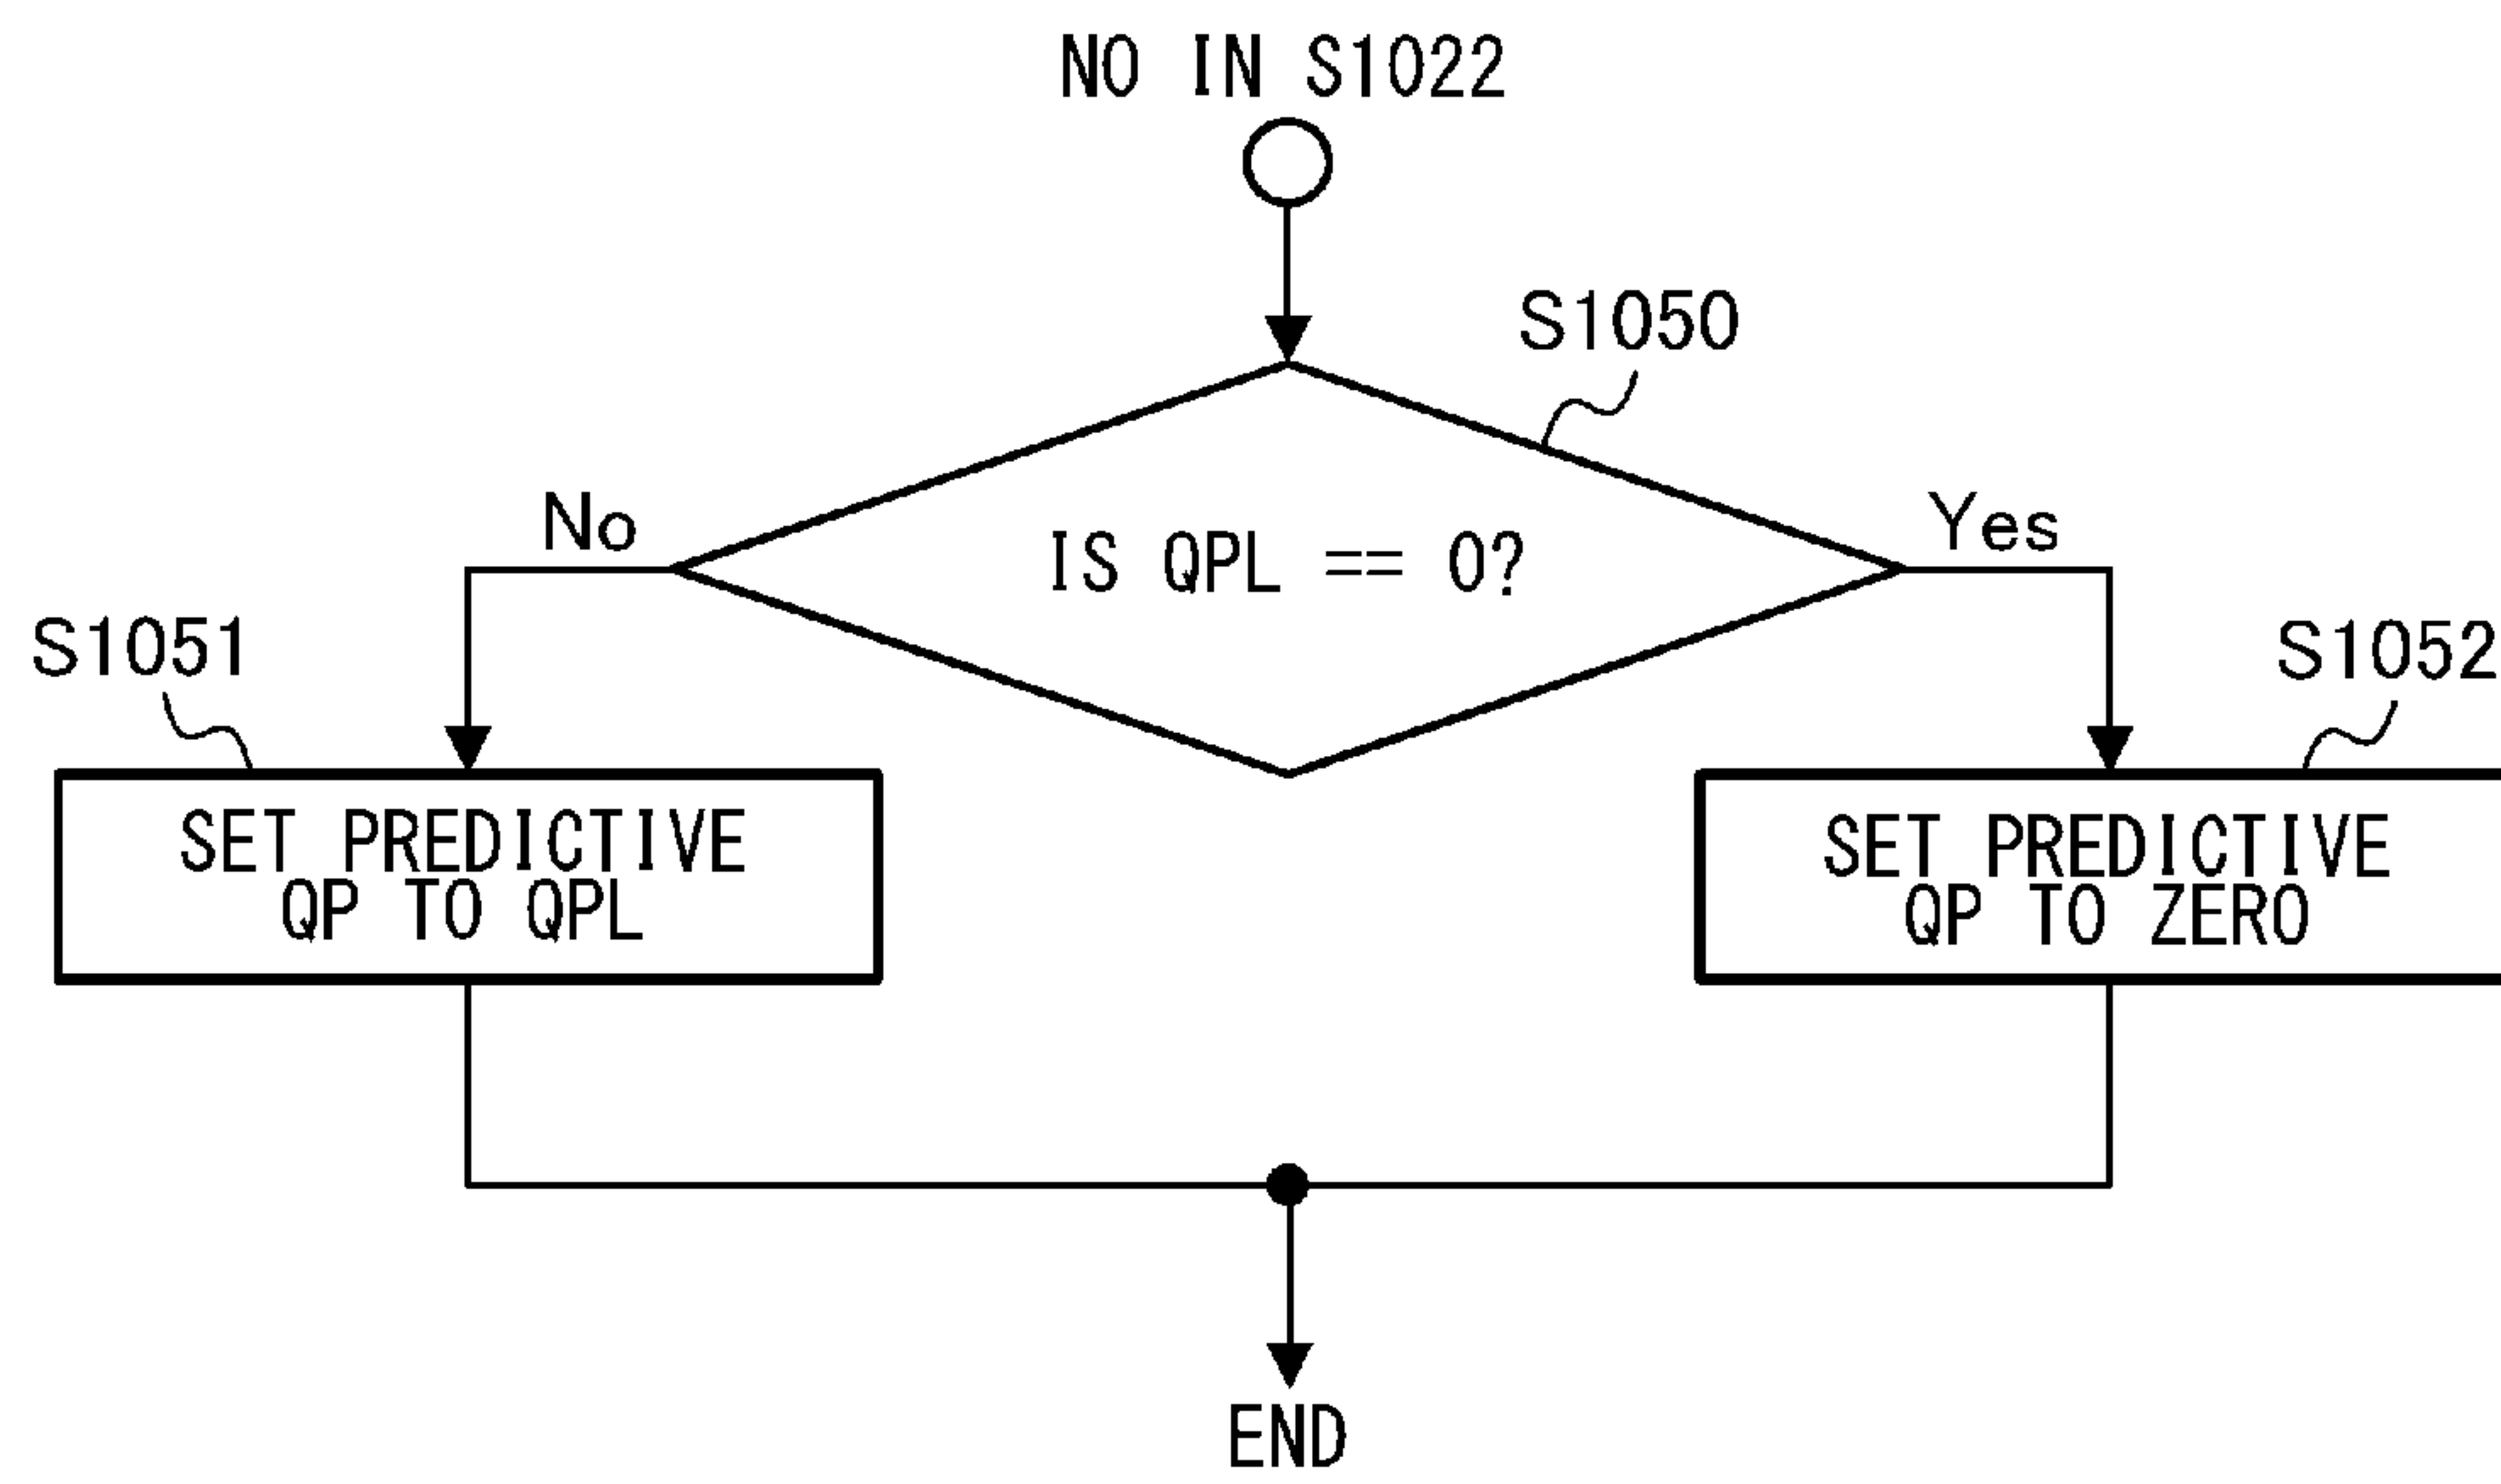 NO IN S1022
S1050
No
IS QPL == 0?
Yes
S1051
S1052
SET PREDICTIVE
QP TO QPL
SET PREDICTIVE
QP TO ZERO
END